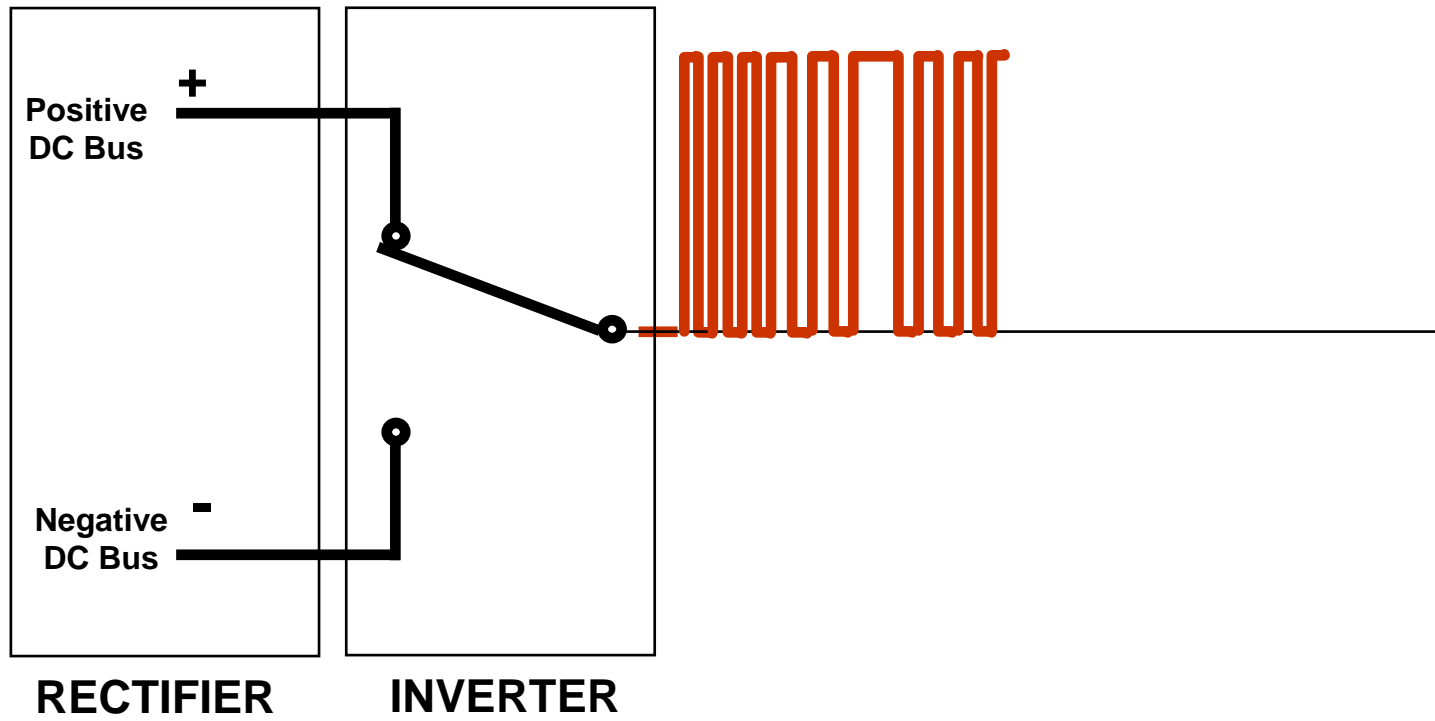 +
Positive
DC Bus
-
Negative
DC Bus
RECTIFIER
INVERTER